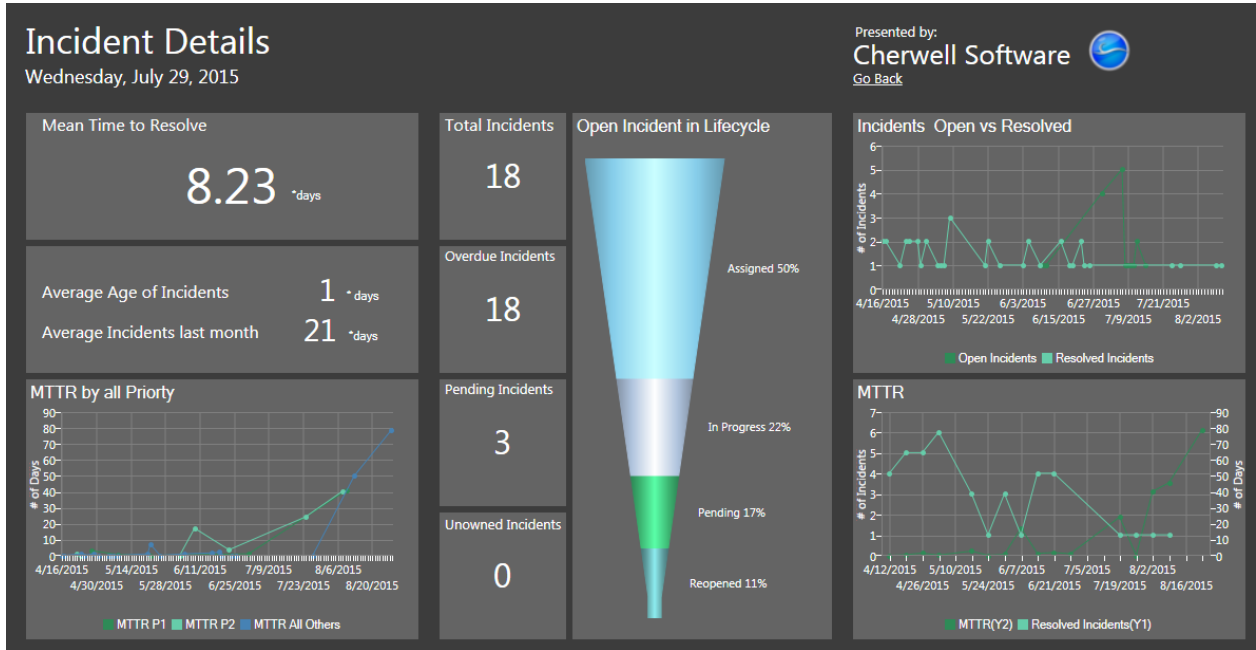 Incident Details
Wednesday, July 29, 2015
Presented by:
Cherwell Software
Go Back
Mean Time to Resolve
8.23 *days
Average Age of Incidents 1 *days
Average Incidents last month 21 *days
MTTR by all Priorty
# of Days
90
80
70
60
50
40
30
20
10
0
4/16/2015 5/14/2015 6/11/2015 7/9/2015 8/6/2015
4/30/2015 5/28/2015 6/25/2015 7/23/2015 8/20/2015
MTTR P1 MTTR P2 MTTR All Others
Total Incidents
18
Overdue Incidents
18
Pending Incidents
3
Unowned Incidents
0
Open Incident in Lifecycle
Assigned 50%
In Progress 22%
Pending 17%
Reopened 11%
Incidents Open vs Resolved
# of Incidents
6
5
4
3
2
1
0
4/16/2015 5/10/2015 6/3/2015 6/27/2015 7/21/2015
4/28/2015 5/22/2015 6/15/2015 7/9/2015 8/2/2015
Open Incidents Resolved Incidents
MTTR
# of Incidents
7
6
5
4
3
2
1
0
90
80
70
60
50
40
30
20
10
0
# of Days
4/12/2015 5/10/2015 6/7/2015 7/5/2015 8/2/2015
4/26/2015 5/24/2015 6/21/2015 7/19/2015 8/16/2015
MTTR(Y2) Resolved Incidents(Y1)